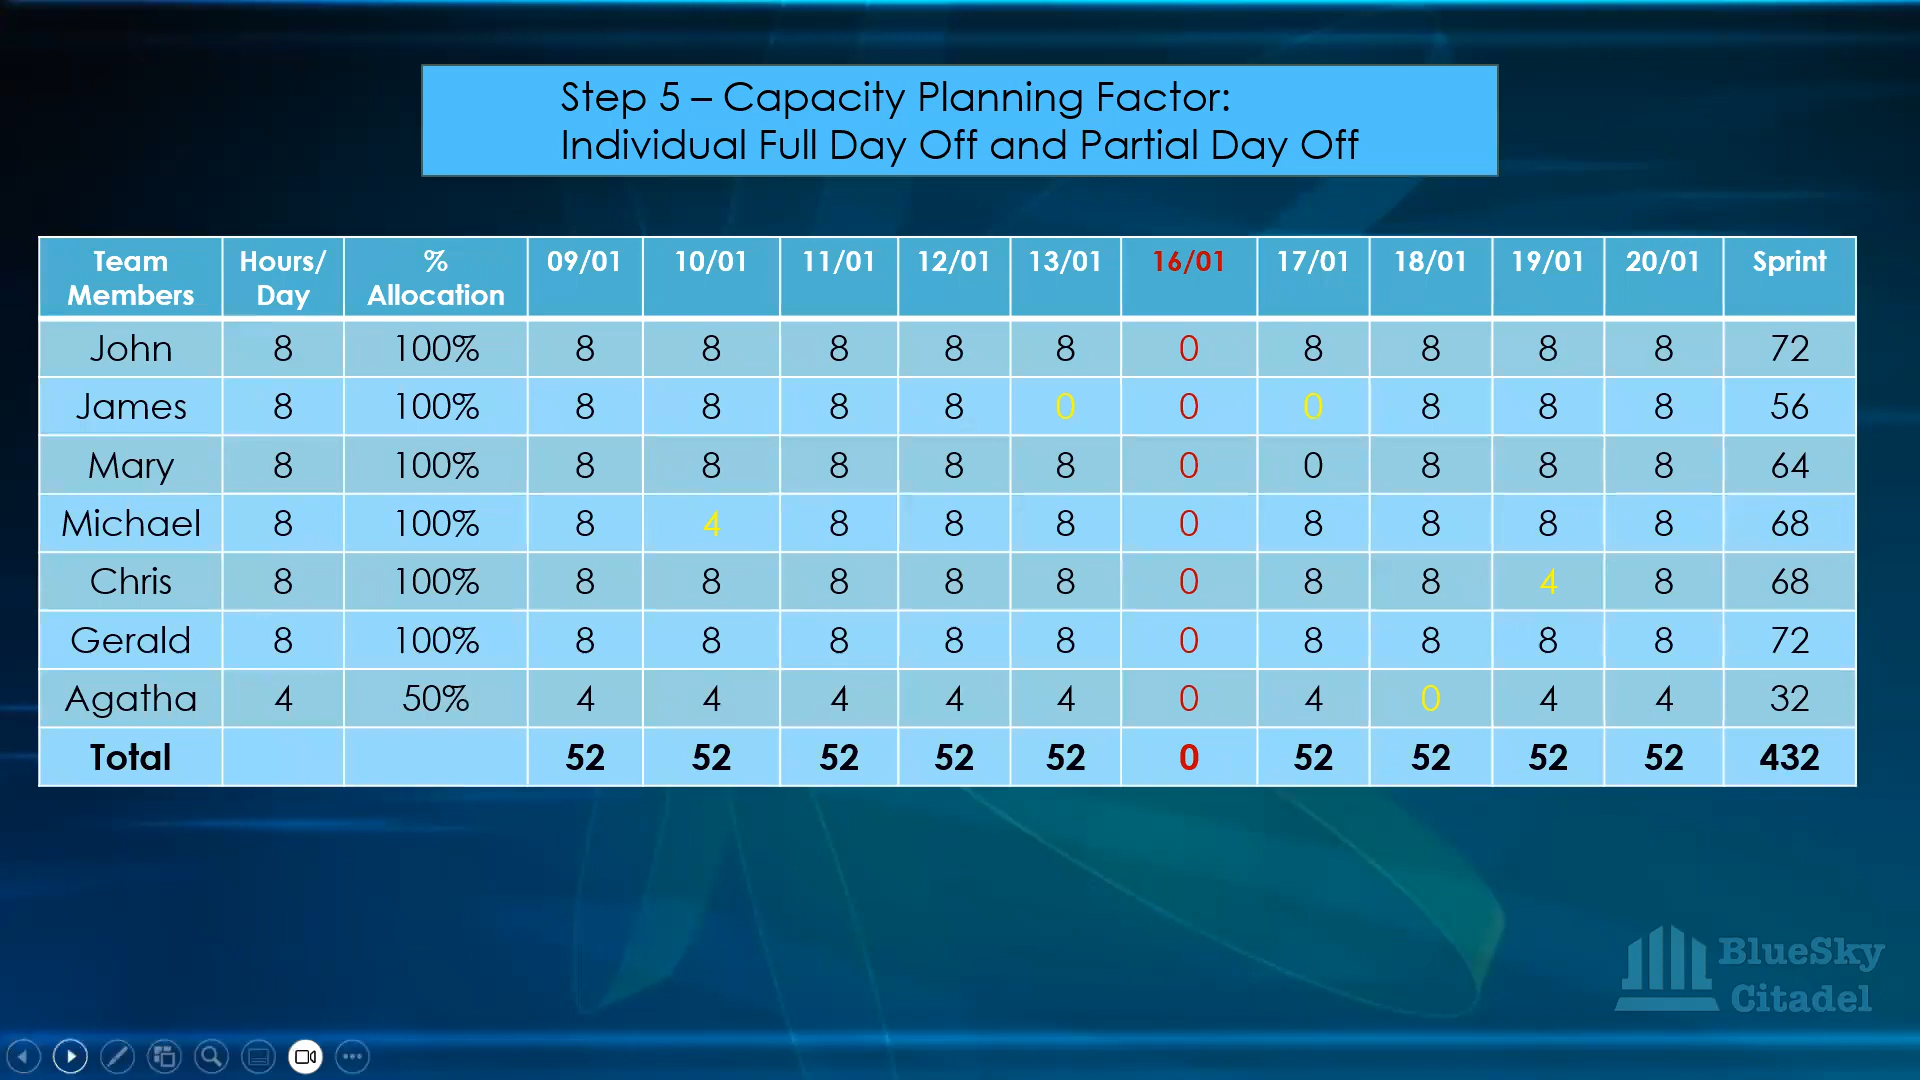 Step 5 – Capacity Planning Factor:
Individual Full Day Off and Partial Day Off
Team Members Hours/ Day % Allocation 09/01 10/01 11/01 12/01 13/01 16/01 17/01 18/01 19/01 20/01 Sprint
John 8 100% 8 8 8 8 8 0 8 8 8 8 72
James 8 100% 8 8 8 8 0 0 0 8 8 8 56
Mary 8 100% 8 8 8 8 8 0 0 8 8 8 64
Michael 8 100% 8 4 8 8 8 0 8 8 8 8 68
Chris 8 100% 8 8 8 8 8 0 8 8 4 8 68
Gerald 8 100% 8 8 8 8 8 0 8 8 8 8 72
Agatha 4 50% 4 4 4 4 4 0 4 0 4 4 32
Total 52 52 52 52 52 0 52 52 52 52 432
BlueSky
Citadel